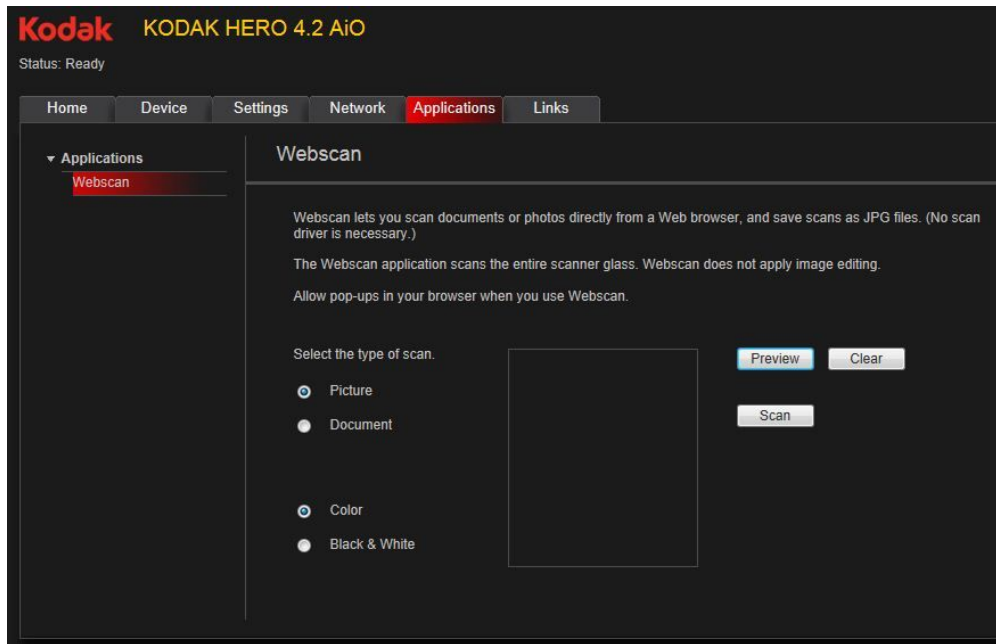 Kodak KODAK HERO 4.2 AiO
Status: Ready
Home Device Settings Network Applications Links
Applications
Webscan
Webscan
Webscan lets you scan documents or photos directly from a Web browser, and save scans as JPG files. (No scan
driver is necessary.)
The Webscan application scans the entire scanner glass. Webscan does not apply image editing.
Allow pop-ups in your browser when you use Webscan.
Select the type of scan.
Picture
Document
Color
Black & White
Preview Clear
Scan